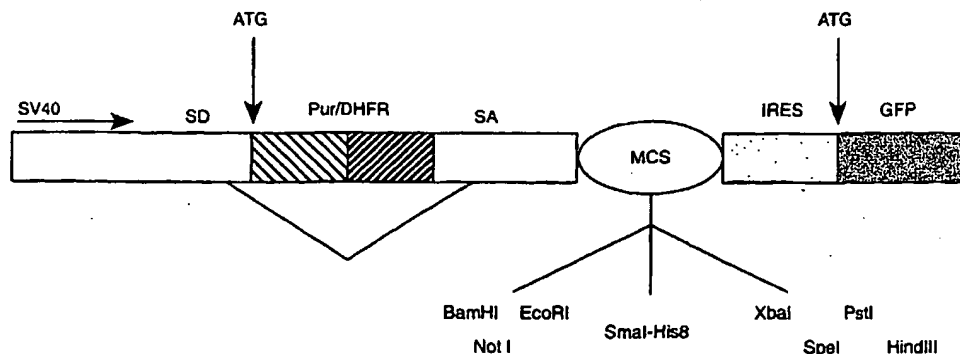 ATG ATG
SV40 SD Pur/DHFR SA IRES GFP
MCS
BamHI EcoRI SmaI-His8 XbaI PstI
Not I SpeI HindIII